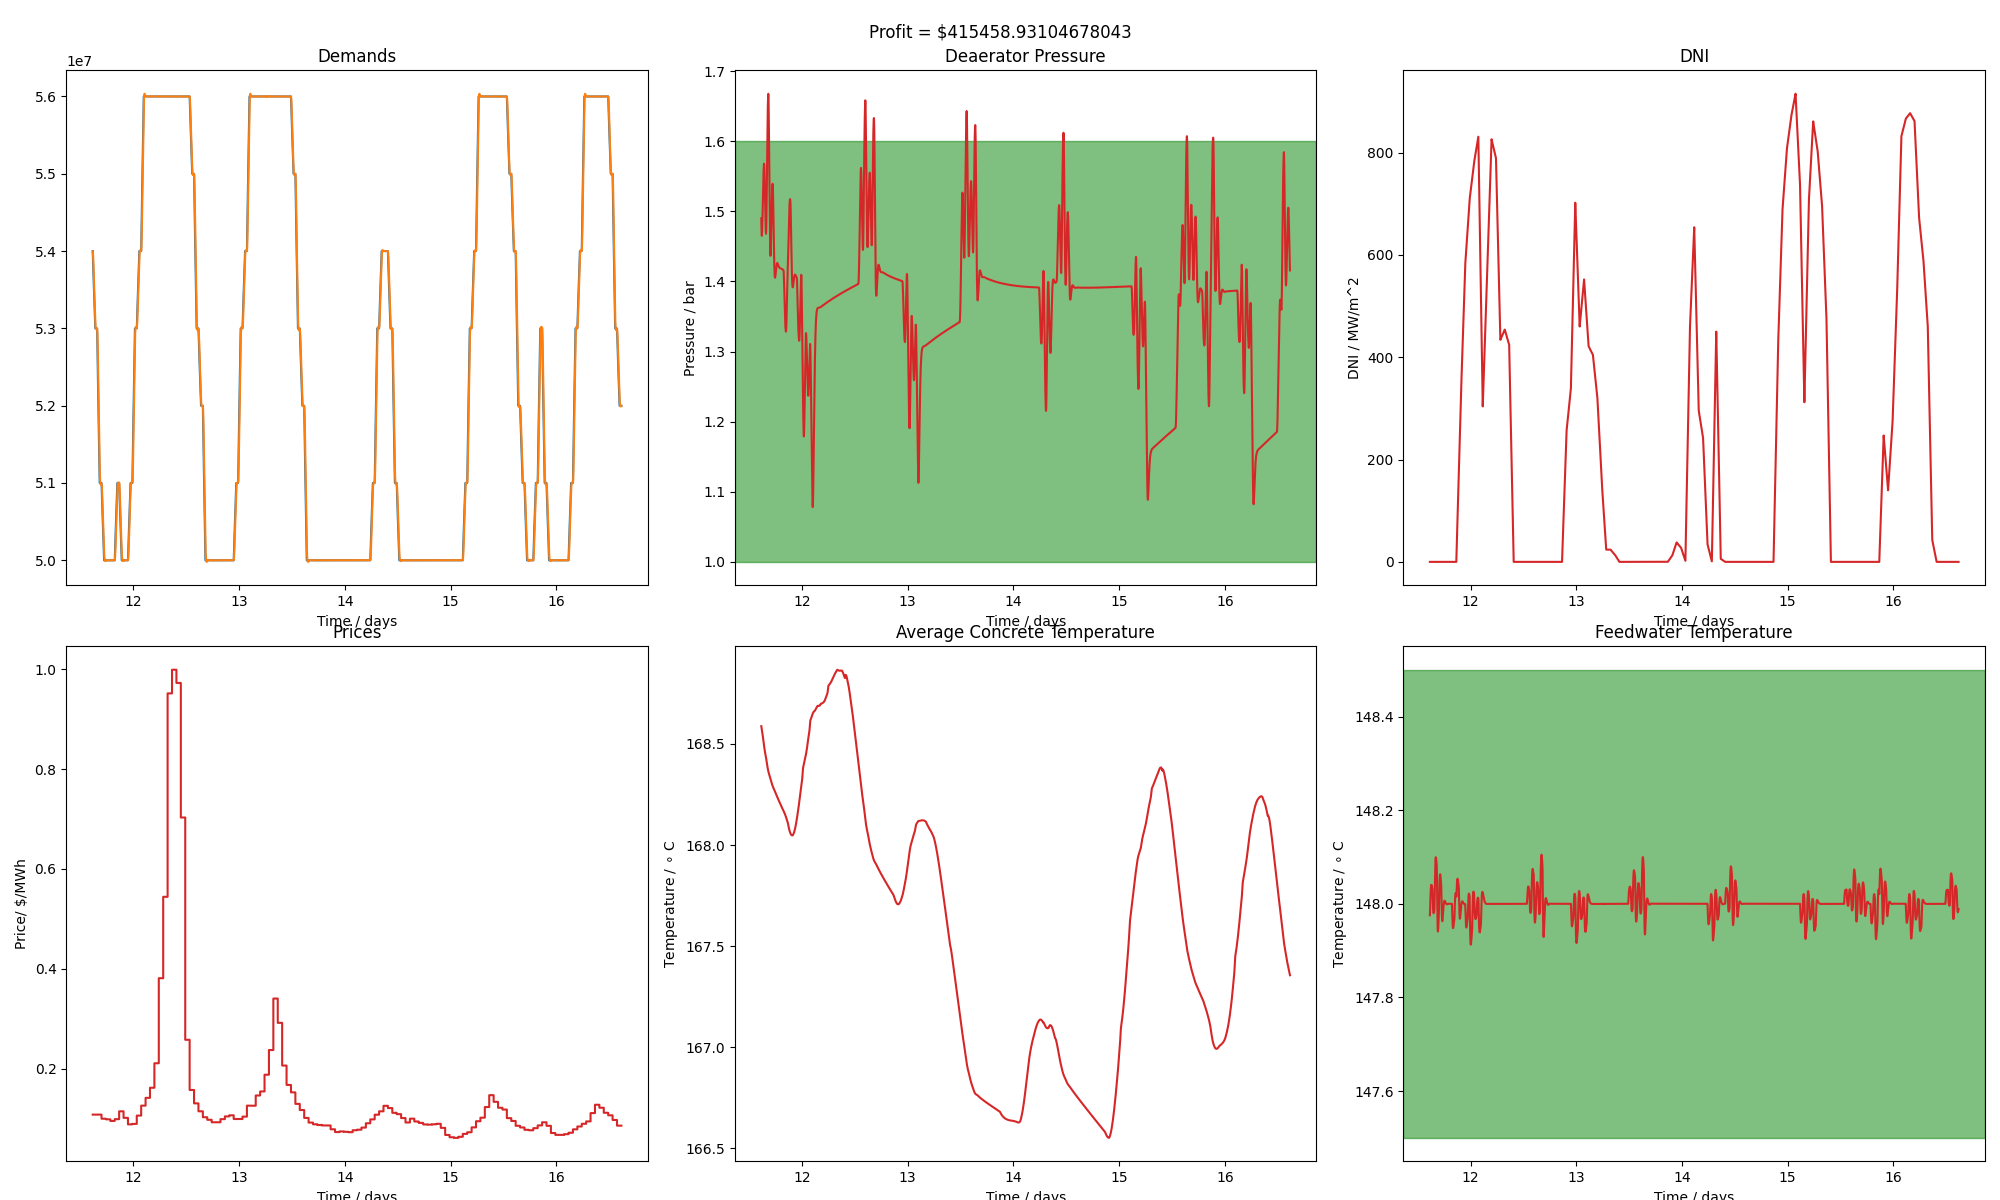 Profit = $415458.93104678043
Demands
1e7
5.6
5.5
5.4
5.3
5.2
5.1
5.0
12 13 14 15 16
Time / days
Deaerator Pressure
Pressure / bar
1.7
1.6
1.5
1.4
1.3
1.2
1.1
1.0
12 13 14 15 16
Time / days
DNI
DNI / MW/m^2
800
600
400
200
0
12 13 14 15 16
Time / days
Prices
Price/ $/MWh
1.0
0.8
0.6
0.4
0.2
12 13 14 15 16
Time / days
Average Concrete Temperature
Temperature / ∘ C
168.5
168.0
167.5
167.0
166.5
12 13 14 15 16
Time / days
Feedwater Temperature
Temperature / ∘ C
148.4
148.2
148.0
147.8
147.6
12 13 14 15 16
Time / days